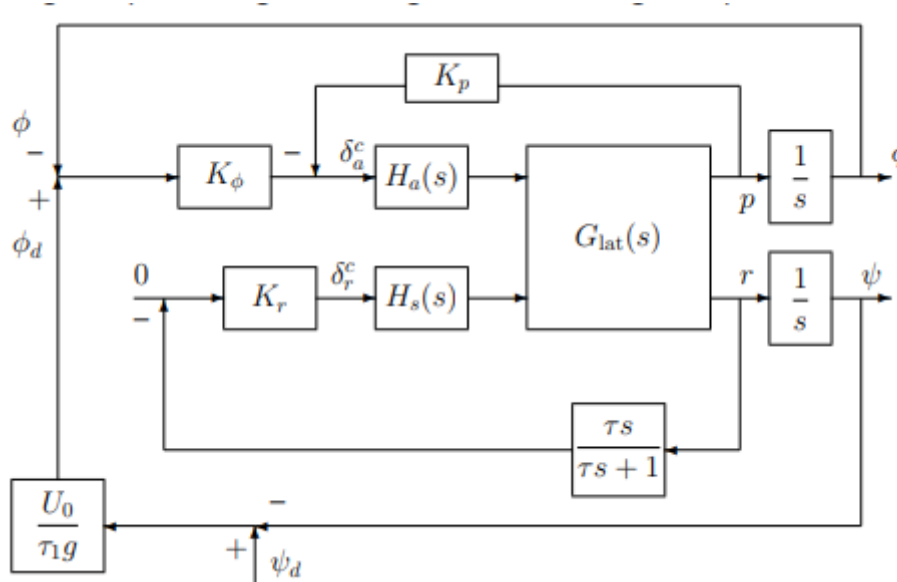 K_p
ϕ
−
− δ_a^c
K_ϕ H_a(s) 1/s
+ p
ϕ_d G_lat(s)
0 δ_r^c r ψ
K_r H_s(s) 1/s
−
τs/(τs + 1)
U_0/(τ_1 g) −
+ ψ_d